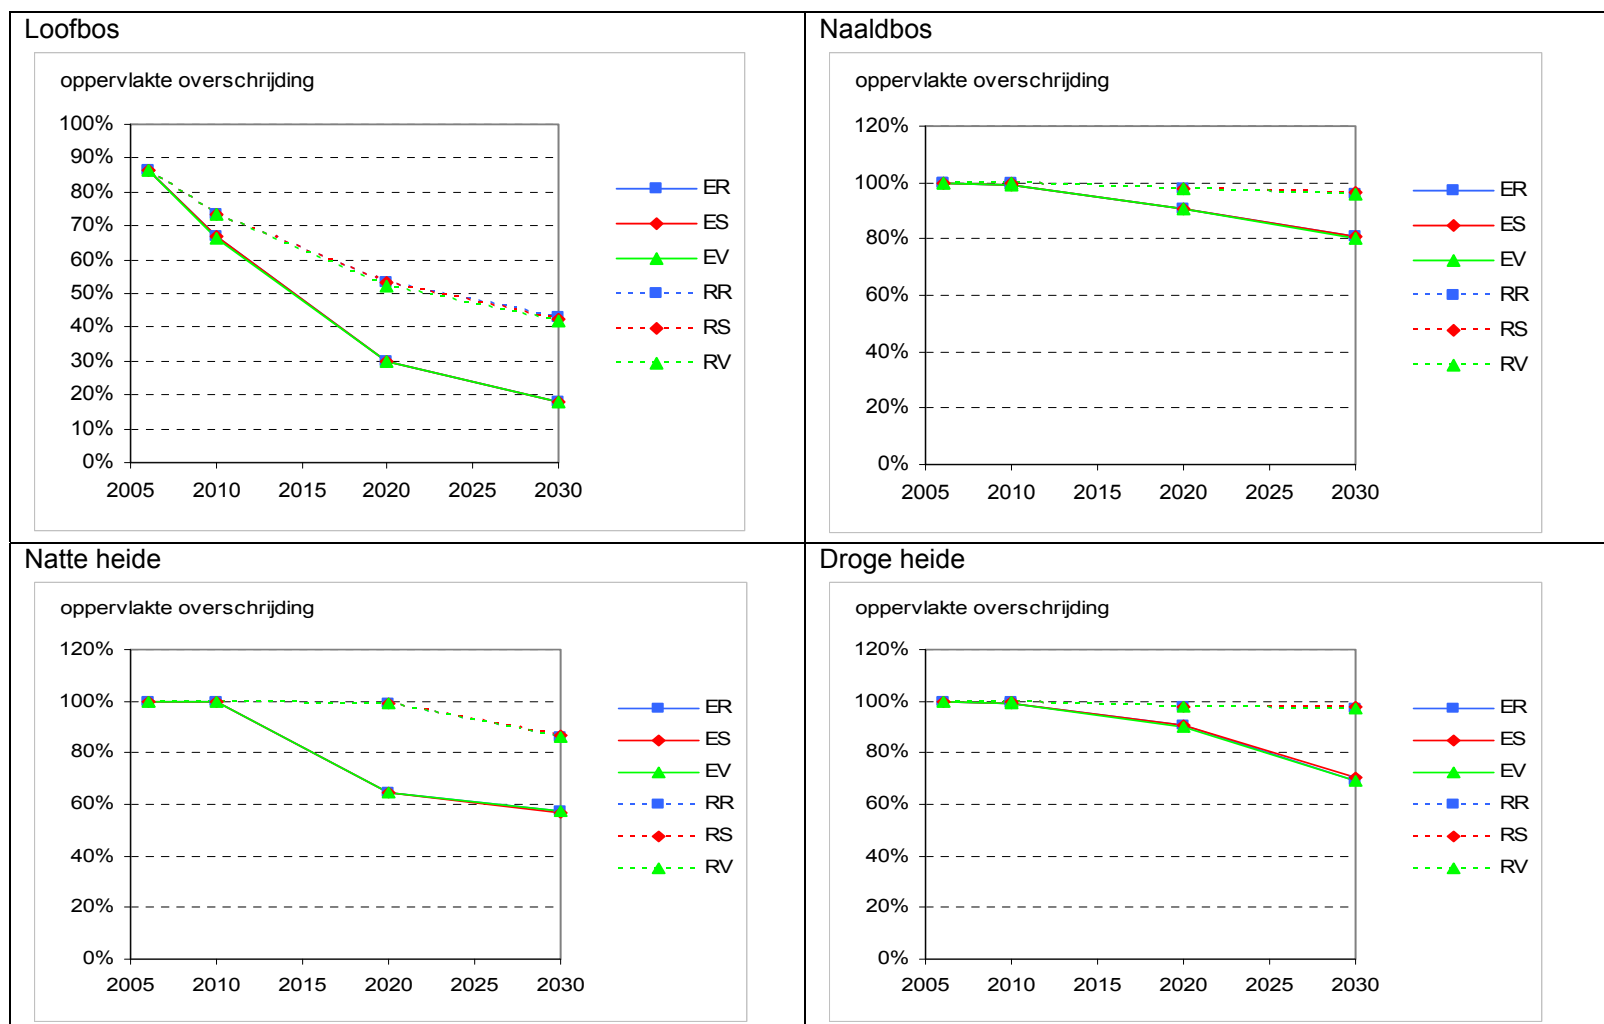 Loofbos
oppervlakte overschrijding
100%
90%
80%
70%
60%
50%
40%
30%
20%
10%
0%
2005 2010 2015 2020 2025 2030
ER
ES
EV
RR
RS
RV
Naaldbos
oppervlakte overschrijding
120%
100%
80%
60%
40%
20%
0%
2005 2010 2015 2020 2025 2030
ER
ES
EV
RR
RS
RV
Natte heide
oppervlakte overschrijding
120%
100%
80%
60%
40%
20%
0%
2005 2010 2015 2020 2025 2030
ER
ES
EV
RR
RS
RV
Droge heide
oppervlakte overschrijding
120%
100%
80%
60%
40%
20%
0%
2005 2010 2015 2020 2025 2030
ER
ES
EV
RR
RS
RV